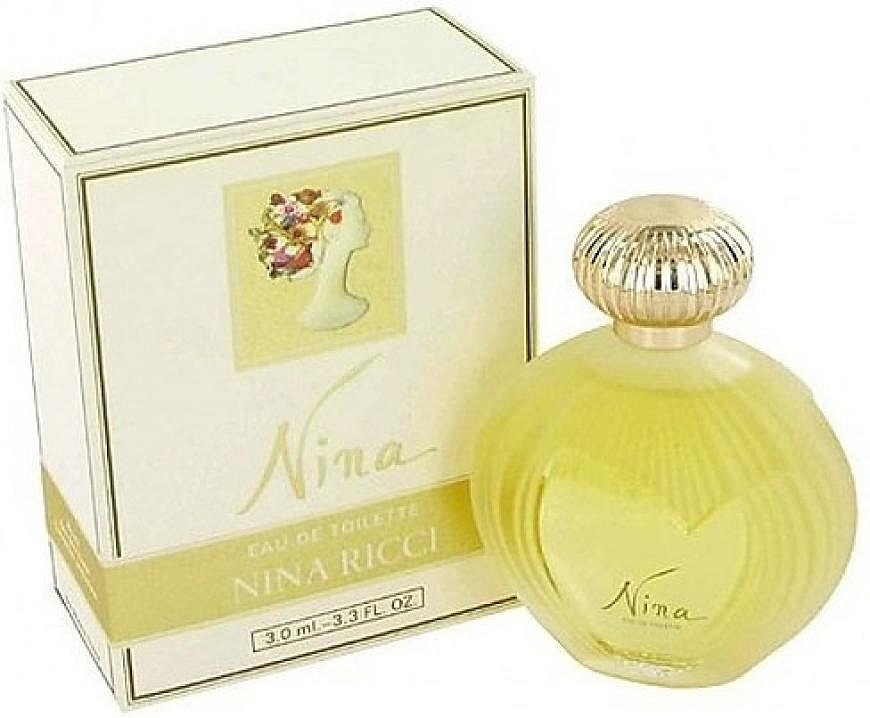 Nina
EAU DE TOILETTE
NINA RICCI
3.0 ml.-3.3 FL. OZ.
Nina
EAU DE TOILETTE